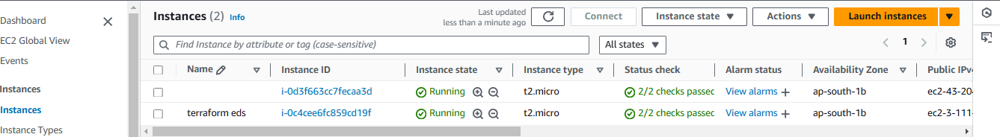 Dashboard
EC2 Global View
Events
Instances
Instances
Instance Types
Instances (2) Info
Last updated
less than a minute ago
Connect
Instance state
Actions
Launch instances
Find Instance by attribute or tag (case-sensitive)
All states
1
Name Instance ID Instance state Instance type Status check Alarm status Availability Zone Public IPv4
i-0d3f663cc7fecaa3d Running t2.micro 2/2 checks passec View alarms + ap-south-1b ec2-43-204
terraform eds i-0c4cee6fc859cd19f Running t2.micro 2/2 checks passec View alarms + ap-south-1b ec2-3-111-